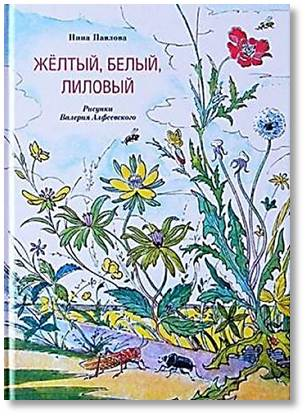 Нина Павлова
ЖЁЛТЫЙ, БЕЛЫЙ,
ЛИЛОВЫЙ
Рисунки
Валерия Алфеевского